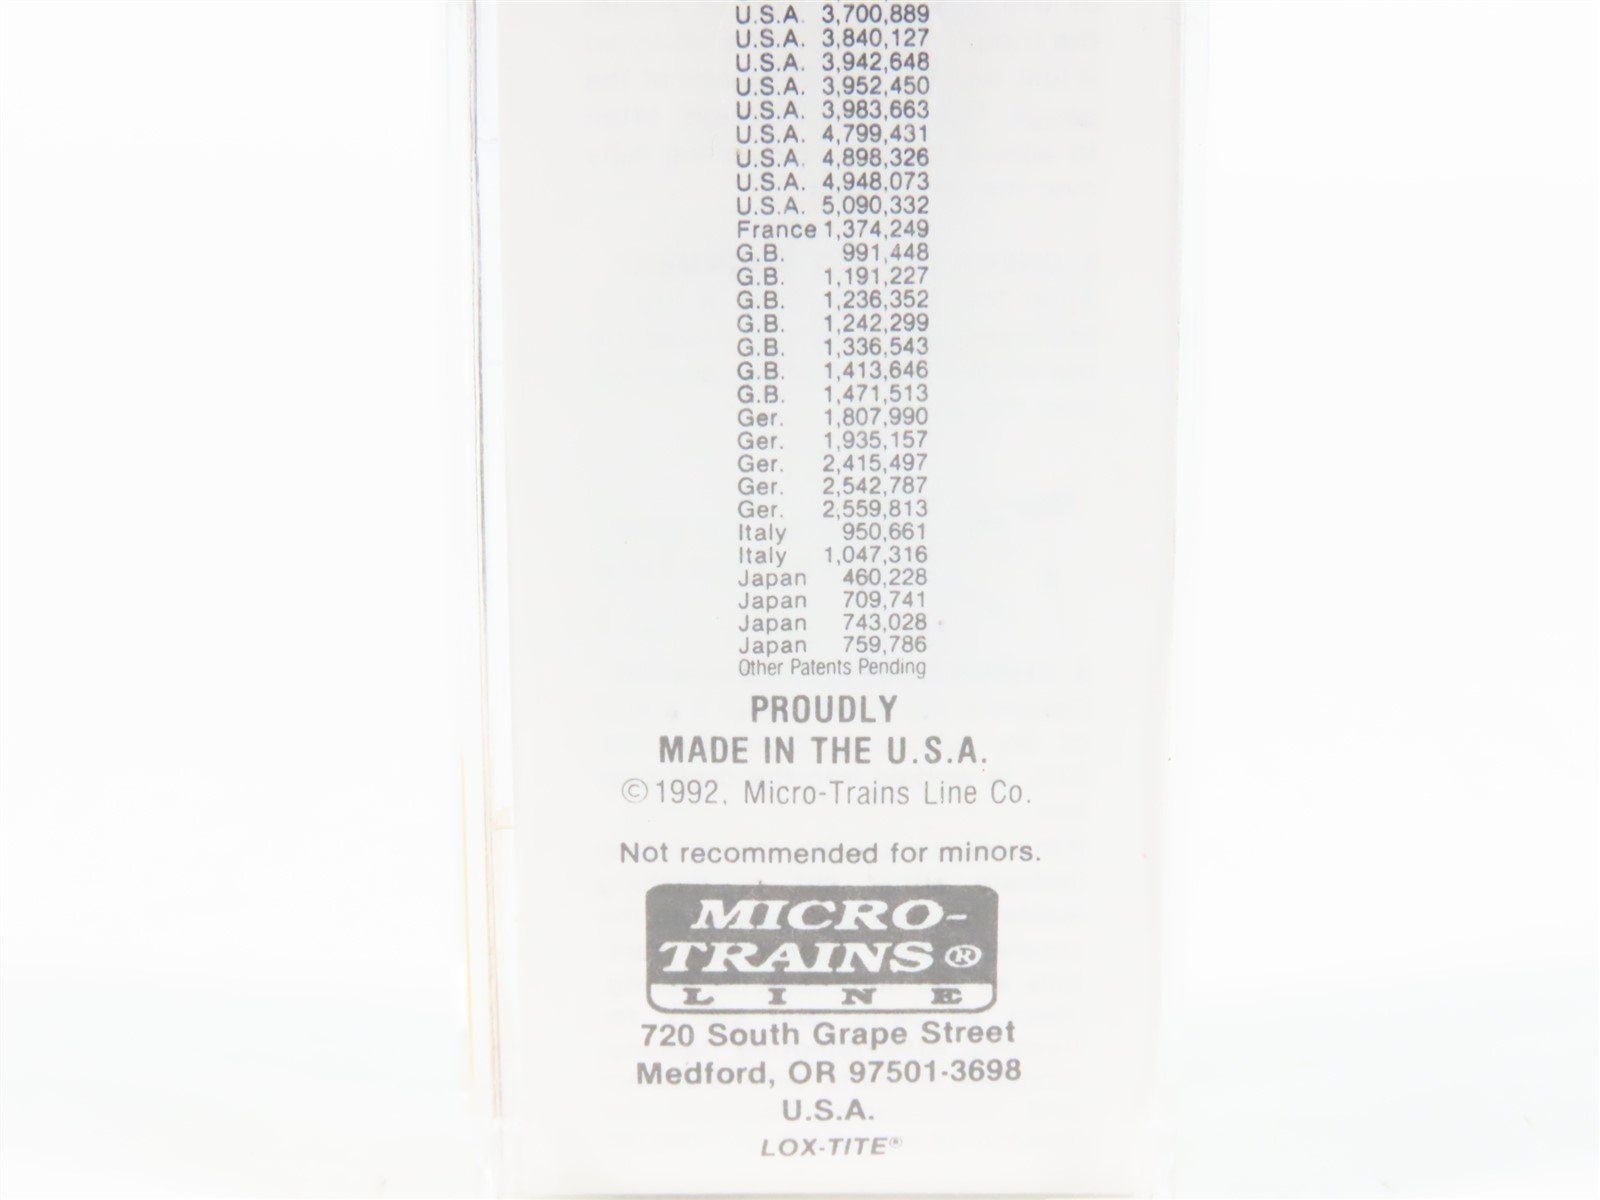 U.S.A. 3,700,889
U.S.A. 3,840,127
U.S.A. 3,942,648
U.S.A. 3,952,450
U.S.A. 3,983,663
U.S.A. 4,799,431
U.S.A. 4,898,326
U.S.A. 4,948,073
U.S.A. 5,090,332
France 1,374,249
G.B. 991,448
G.B. 1,191,227
G.B. 1,236,352
G.B. 1,242,299
G.B. 1,336,543
G.B. 1,413,646
G.B. 1,471,513
Ger. 1,807,990
Ger. 1,935,157
Ger. 2,415,497
Ger. 2,542,787
Ger. 2,559,813
Italy 950,661
Italy 1,047,316
Japan 460,228
Japan 709,741
Japan 743,028
Japan 759,786
Other Patents Pending
PROUDLY
MADE IN THE U.S.A.
©1992, Micro-Trains Line Co.
Not recommended for minors.
MICRO-
TRAINS®
LINE
720 South Grape Street
Medford, OR 97501-3698
U.S.A.
LOX-TITE®